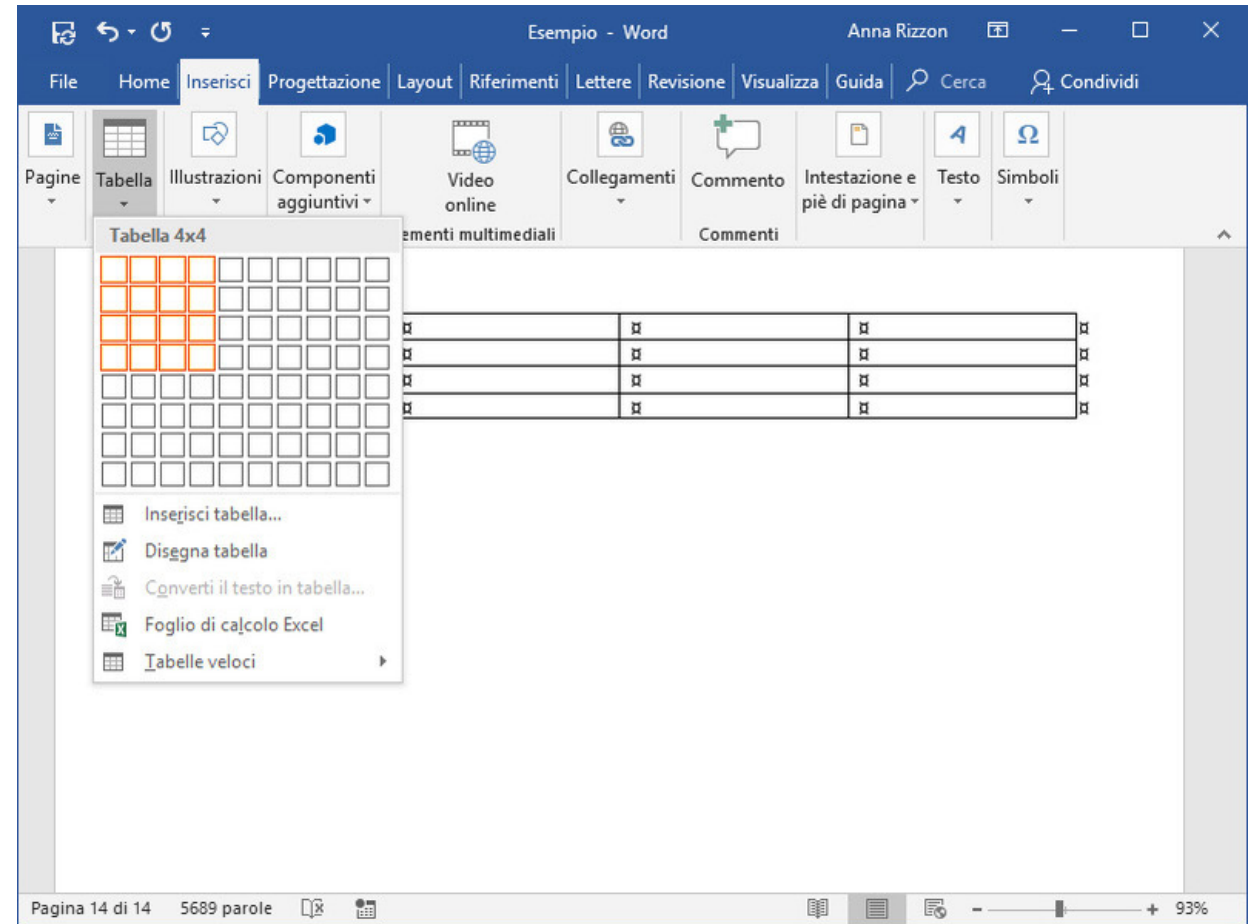 Esempio - Word
Anna Rizzon
File Home Inserisci Progettazione Layout Riferimenti Lettere Revisione Visualizza Guida Cerca Condividi
Pagine Tabella Illustrazioni Componenti aggiuntivi Video online Collegamenti Commento Intestazione e piè di pagina Testo Simboli
ementi multimediali Commenti
Tabella 4x4
¤ ¤ ¤ ¤
¤ ¤ ¤ ¤
¤ ¤ ¤ ¤
¤ ¤ ¤ ¤
Inserisci tabella...
Disegna tabella
Converti il testo in tabella...
Foglio di calcolo Excel
Tabelle veloci
Pagina 14 di 14 5689 parole 93%